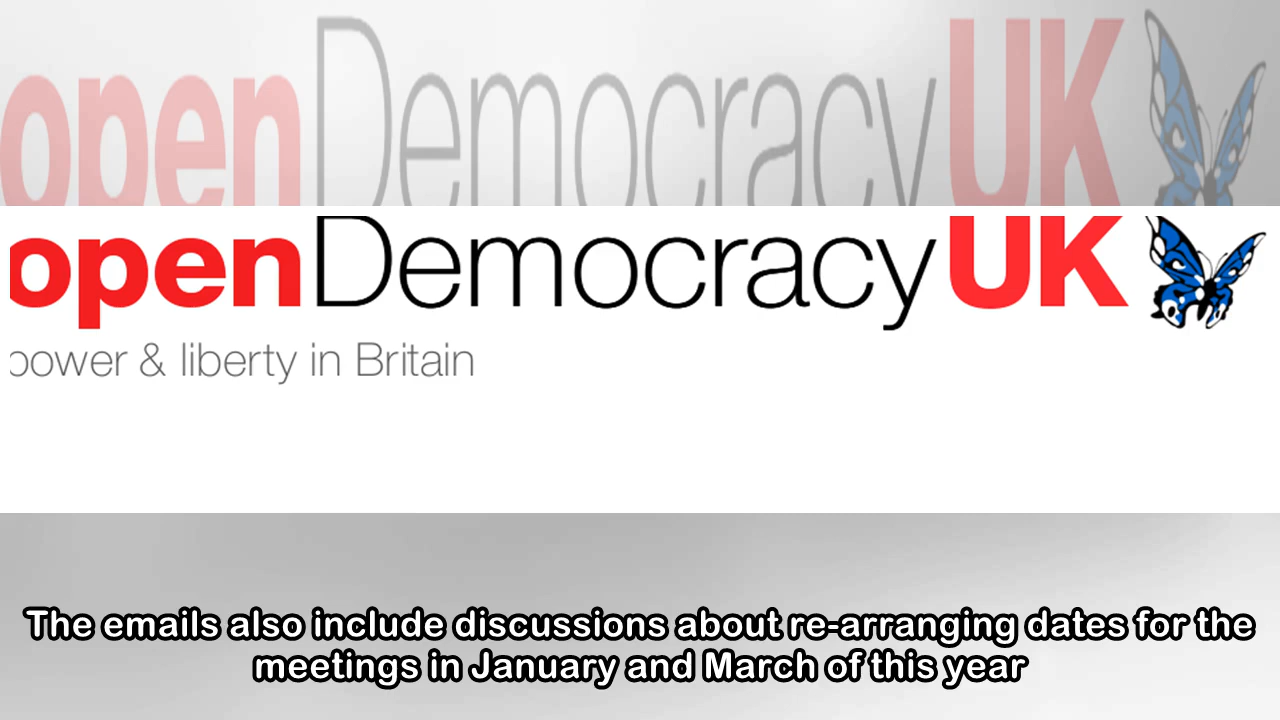 openDemocracyUK
openDemocracyUK
power & liberty in Britain
The emails also include discussions about re-arranging dates for the
meetings in January and March of this year